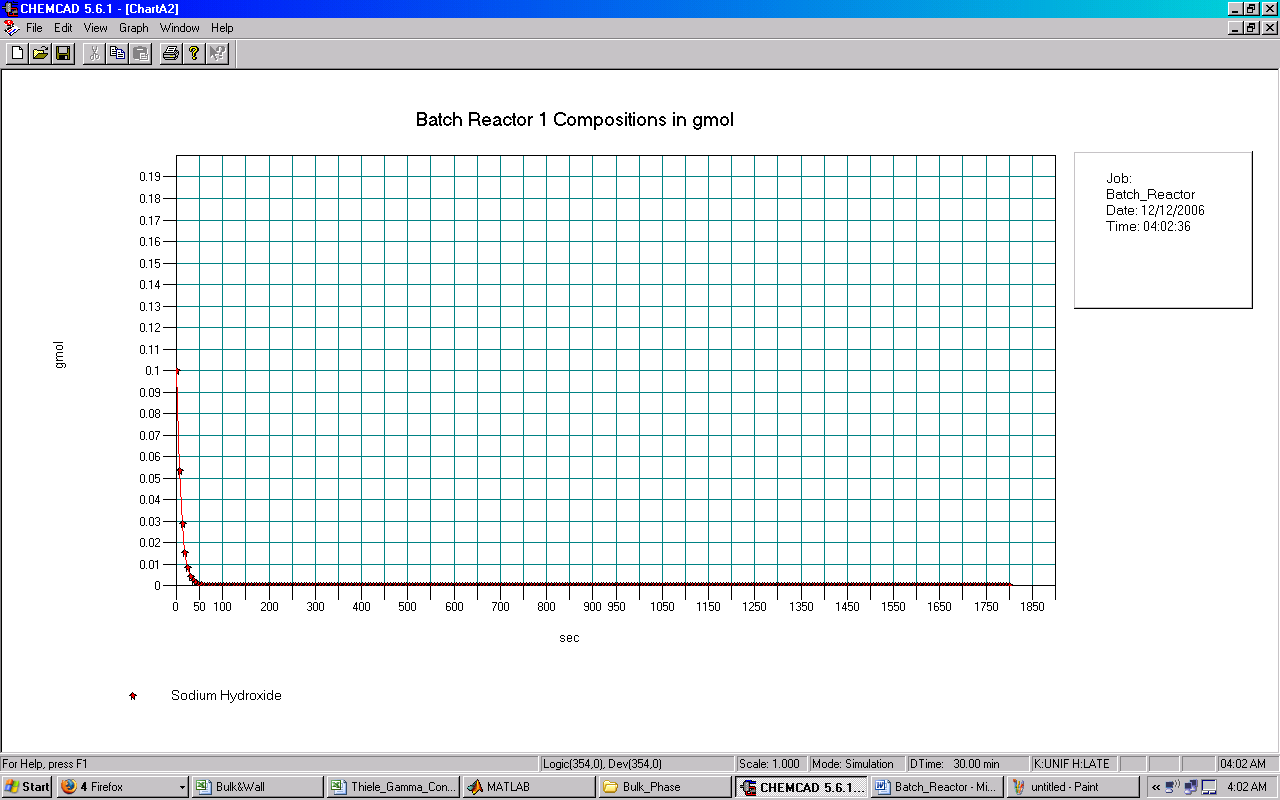 CHEMCAD 5.6.1 - [ChartA2]
File Edit View Graph Window Help
Batch Reactor 1 Compositions in gmol
Job:
Batch_Reactor
Date: 12/12/2006
Time: 04:02:36
0.19
0.18
0.17
0.16
0.15
0.14
0.13
0.12
0.11
0.1
0.09
0.08
0.07
0.06
0.05
0.04
0.03
0.02
0.01
0
gmol
0 50 100 200 300 400 500 600 700 800 900 950 1050 1150 1250 1350 1450 1550 1650 1750 1850
sec
Sodium Hydroxide
For Help, press F1 Logic(354,0), Dev(354,0) Scale: 1.000 Mode: Simulation DTime: 30.00 min K:UNIF H:LATE 04:02 AM
Start 4 Firefox Bulk&Wall Thiele_Gamma_Con... MATLAB Bulk_Phase CHEMCAD 5.6.1... Batch_Reactor - Mi... untitled - Paint « 4:02 AM